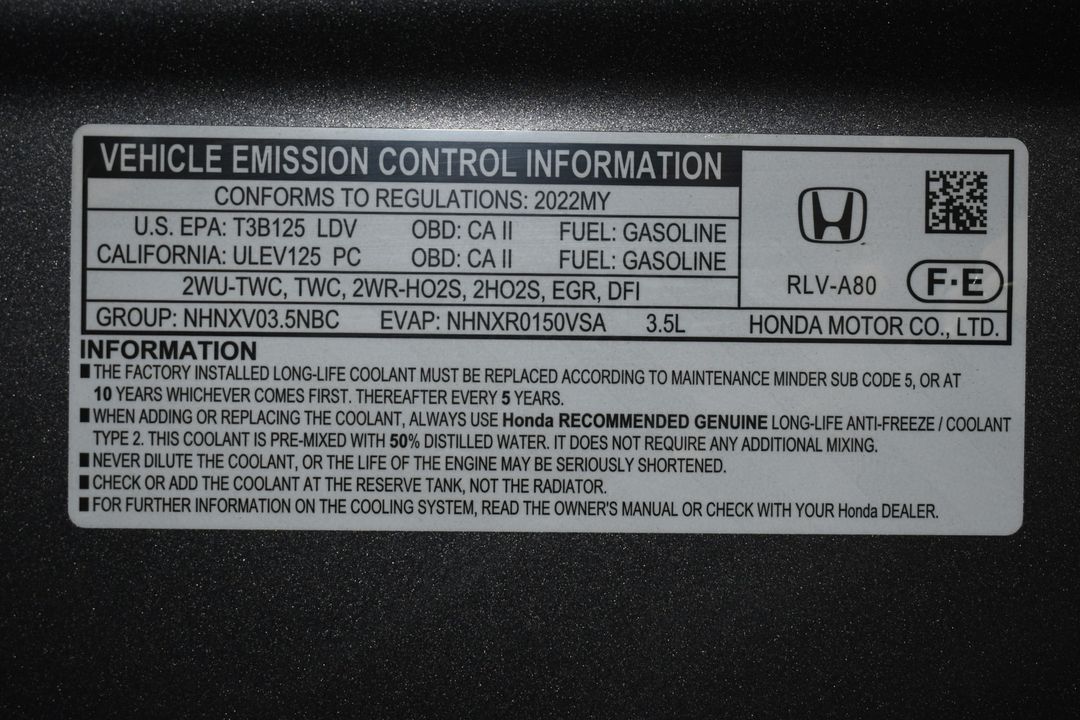 VEHICLE EMISSION CONTROL INFORMATION
CONFORMS TO REGULATIONS: 2022MY
U.S. EPA: T3B125 LDV OBD: CA II FUEL: GASOLINE
CALIFORNIA: ULEV125 PC OBD: CA II FUEL: GASOLINE
2WU-TWC, TWC, 2WR-HO2S, 2HO2S, EGR, DFI
RLV-A80 F·E
GROUP: NHNXV03.5NBC EVAP: NHNXR0150VSA 3.5L HONDA MOTOR CO., LTD.
INFORMATION
■ THE FACTORY INSTALLED LONG-LIFE COOLANT MUST BE REPLACED ACCORDING TO MAINTENANCE MINDER SUB CODE 5, OR AT
10 YEARS WHICHEVER COMES FIRST. THEREAFTER EVERY 5 YEARS.
■ WHEN ADDING OR REPLACING THE COOLANT, ALWAYS USE Honda RECOMMENDED GENUINE LONG-LIFE ANTI-FREEZE / COOLANT
TYPE 2. THIS COOLANT IS PRE-MIXED WITH 50% DISTILLED WATER. IT DOES NOT REQUIRE ANY ADDITIONAL MIXING.
■ NEVER DILUTE THE COOLANT, OR THE LIFE OF THE ENGINE MAY BE SERIOUSLY SHORTENED.
■ CHECK OR ADD THE COOLANT AT THE RESERVE TANK, NOT THE RADIATOR.
■ FOR FURTHER INFORMATION ON THE COOLING SYSTEM, READ THE OWNER'S MANUAL OR CHECK WITH YOUR Honda DEALER.